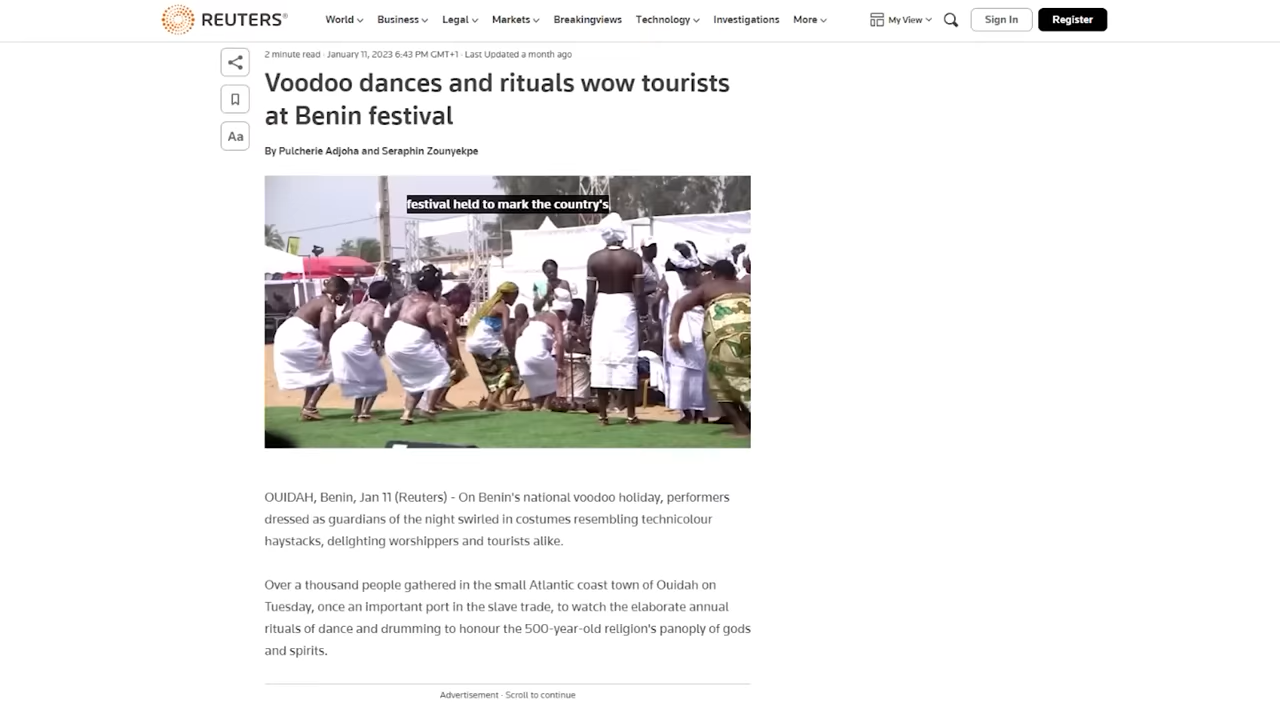 REUTERS®
World Business Legal Markets Breakingviews Technology Investigations More My View Sign In Register
2 minute read · January 11, 2023 6:43 PM GMT+1 · Last Updated a month ago
Voodoo dances and rituals wow tourists
at Benin festival
Aa
By Pulcherie Adjoha and Seraphin Zounyekpe
festival held to mark the country's
OUIDAH, Benin, Jan 11 (Reuters) - On Benin's national voodoo holiday, performers
dressed as guardians of the night swirled in costumes resembling technicolour
haystacks, delighting worshippers and tourists alike.
Over a thousand people gathered in the small Atlantic coast town of Ouidah on
Tuesday, once an important port in the slave trade, to watch the elaborate annual
rituals of dance and drumming to honour the 500-year-old religion's panoply of gods
and spirits.
Advertisement · Scroll to continue